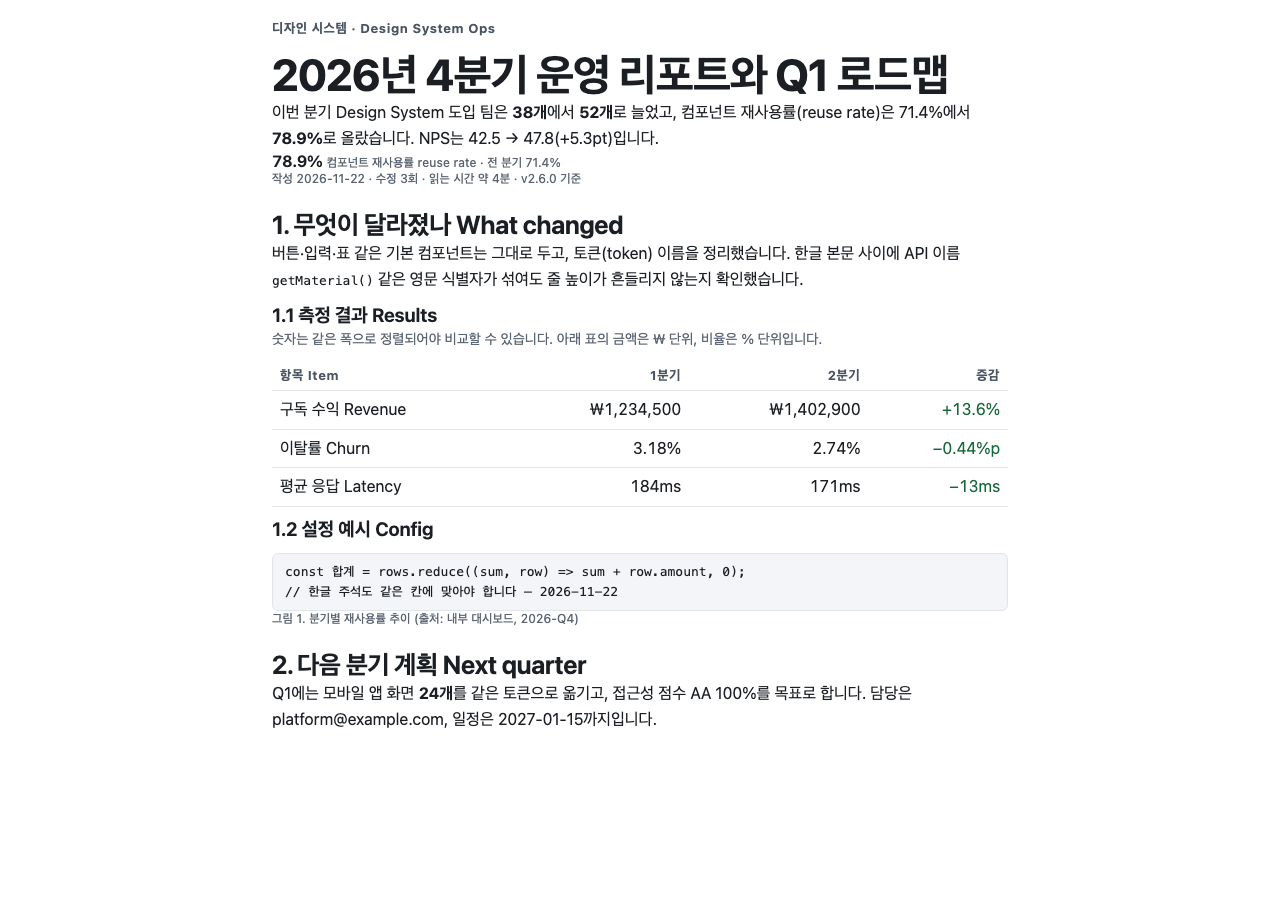 디자인 시스템 · Design System Ops
2026년 4분기 운영 리포트와 Q1 로드맵
이번 분기 Design System 도입 팀은 38개에서 52개로 늘었고, 컴포넌트 재사용률(reuse rate)은 71.4%에서
78.9%로 올랐습니다. NPS는 42.5 → 47.8(+5.3pt)입니다.
78.9% 컴포넌트 재사용률 reuse rate · 전 분기 71.4%
작성 2026-11-22 · 수정 3회 · 읽는 시간 약 4분 · v2.6.0 기준
1. 무엇이 달라졌나 What changed
버튼·입력·표 같은 기본 컴포넌트는 그대로 두고, 토큰(token) 이름을 정리했습니다. 한글 본문 사이에 API 이름
getMaterial() 같은 영문 식별자가 섞여도 줄 높이가 흔들리지 않는지 확인했습니다.
1.1 측정 결과 Results
숫자는 같은 폭으로 정렬되어야 비교할 수 있습니다. 아래 표의 금액은 ₩ 단위, 비율은 % 단위입니다.
항목 Item 1분기 2분기 증감
구독 수익 Revenue ₩1,234,500 ₩1,402,900 +13.6%
이탈률 Churn 3.18% 2.74% −0.44%p
평균 응답 Latency 184ms 171ms −13ms
1.2 설정 예시 Config
const 합계 = rows.reduce((sum, row) => sum + row.amount, 0);
// 한글 주석도 같은 칸에 맞아야 합니다 — 2026-11-22
그림 1. 분기별 재사용률 추이 (출처: 내부 대시보드, 2026-Q4)
2. 다음 분기 계획 Next quarter
Q1에는 모바일 앱 화면 24개를 같은 토큰으로 옮기고, 접근성 점수 AA 100%를 목표로 합니다. 담당은
platform@example.com, 일정은 2027-01-15까지입니다.